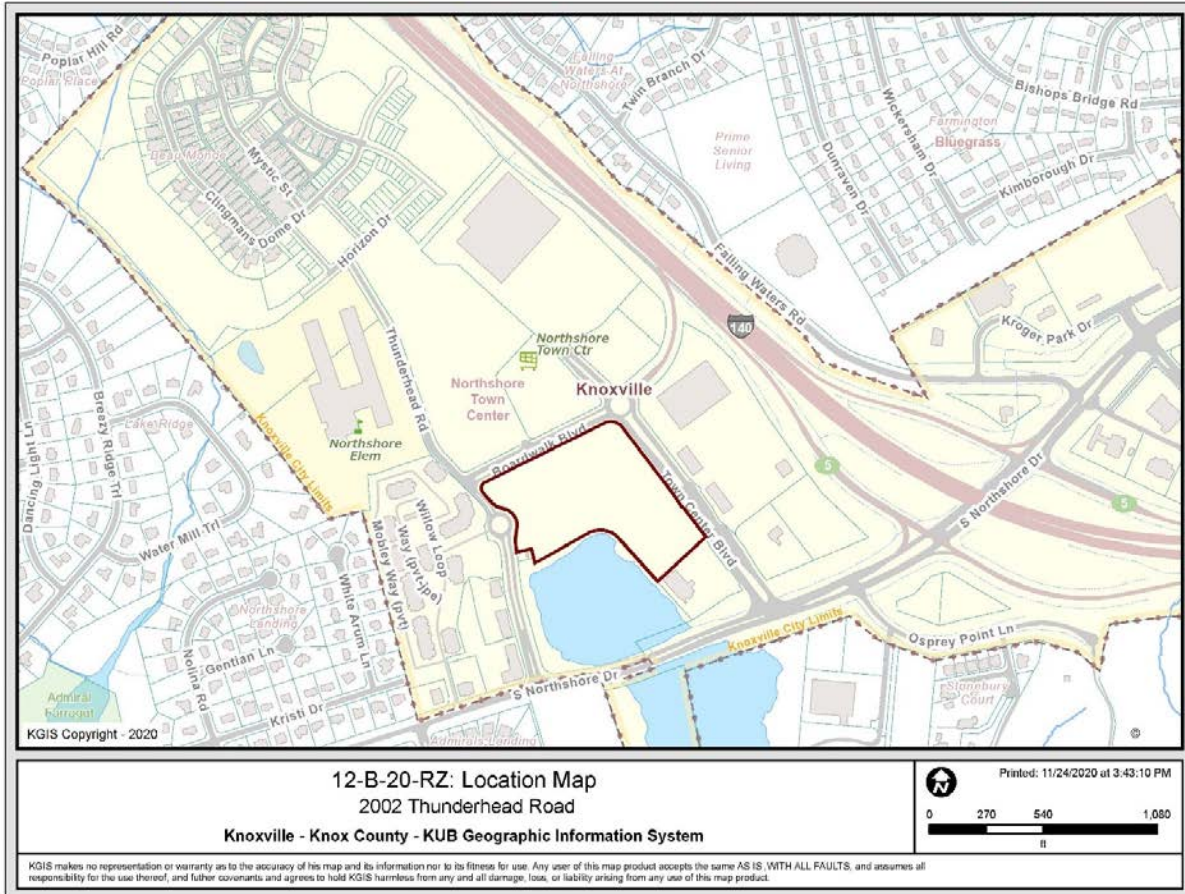 Poplar Hill Rd
Poplar Place
Beau Monde
Mystic St
Clingmans Dome Dr
Horizon Dr
Falling
Waters At
Northshore
Twin Branch Dr
Prime
Senior
Living
Dunraven Dr
Wickersham Dr
Bishops Bridge Rd
Farmington
Bluegrass
Kimborough Dr
Falling Waters Rd
Kroger Park Dr
140
Northshore
Town Ctr
Knoxville
Northshore
Town
Center
Thunderhead Rd
Boardwalk Blvd
Town Center Blvd
Northshore
Elem
Knoxville City Limits
Lake Ridge
Breazy Ridge Trl
Dancing Light Ln
Water Mill Trl
Willow Loop
Way (pvt-jpe)
Mobley Way (pvt)
White Arum Ln
Northshore
Landing
Gentian Ln
Nolina Rd
Kristi Dr
Admiral
Farragut
Admirals Landing
S Northshore Dr
Knoxville City Limits
S Northshore Dr
5
5
Osprey Point Ln
Stonebury
Court
KGIS Copyright - 2020
©
12-B-20-RZ: Location Map
2002 Thunderhead Road
Knoxville - Knox County - KUB Geographic Information System
N
Printed: 11/24/2020 at 3:43:10 PM
0 270 540 1,080
ft
KGIS makes no representation or warranty as to the accuracy of his map and its information nor to its fitness for use. Any user of this map product accepts the same AS IS ,WITH ALL FAULTS, and assumes all
responsibility for the use thereof, and futher covenants and agrees to hold KGIS harmless from any and all damage, loss, or liability arising from any use of this map product.